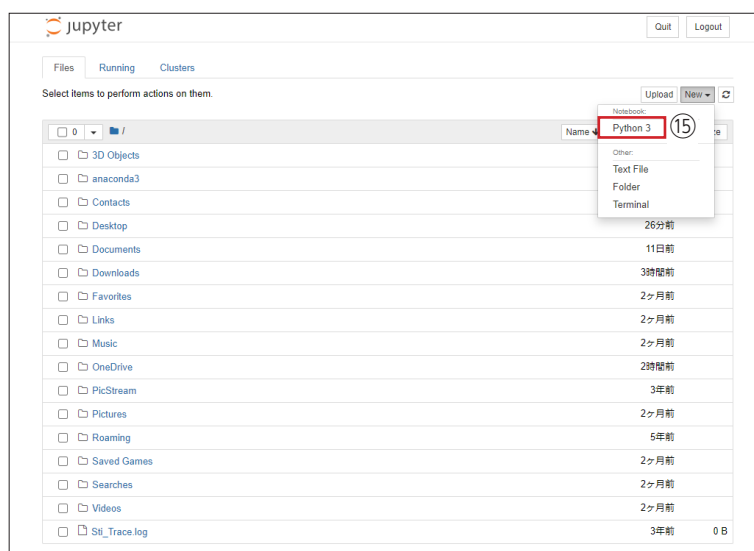 jupyter
Quit Logout
Files Running Clusters
Select items to perform actions on them.
Upload New
Notebook:
Python 3 ⑮
Other:
Text File
Folder
Terminal
0 / Name
3D Objects
anaconda3
Contacts
Desktop 26分前
Documents 11日前
Downloads 3時間前
Favorites 2ヶ月前
Links 2ヶ月前
Music 2ヶ月前
OneDrive 2時間前
PicStream 3年前
Pictures 2ヶ月前
Roaming 5年前
Saved Games 2ヶ月前
Searches 2ヶ月前
Videos 2ヶ月前
Sti_Trace.log 3年前 0 B